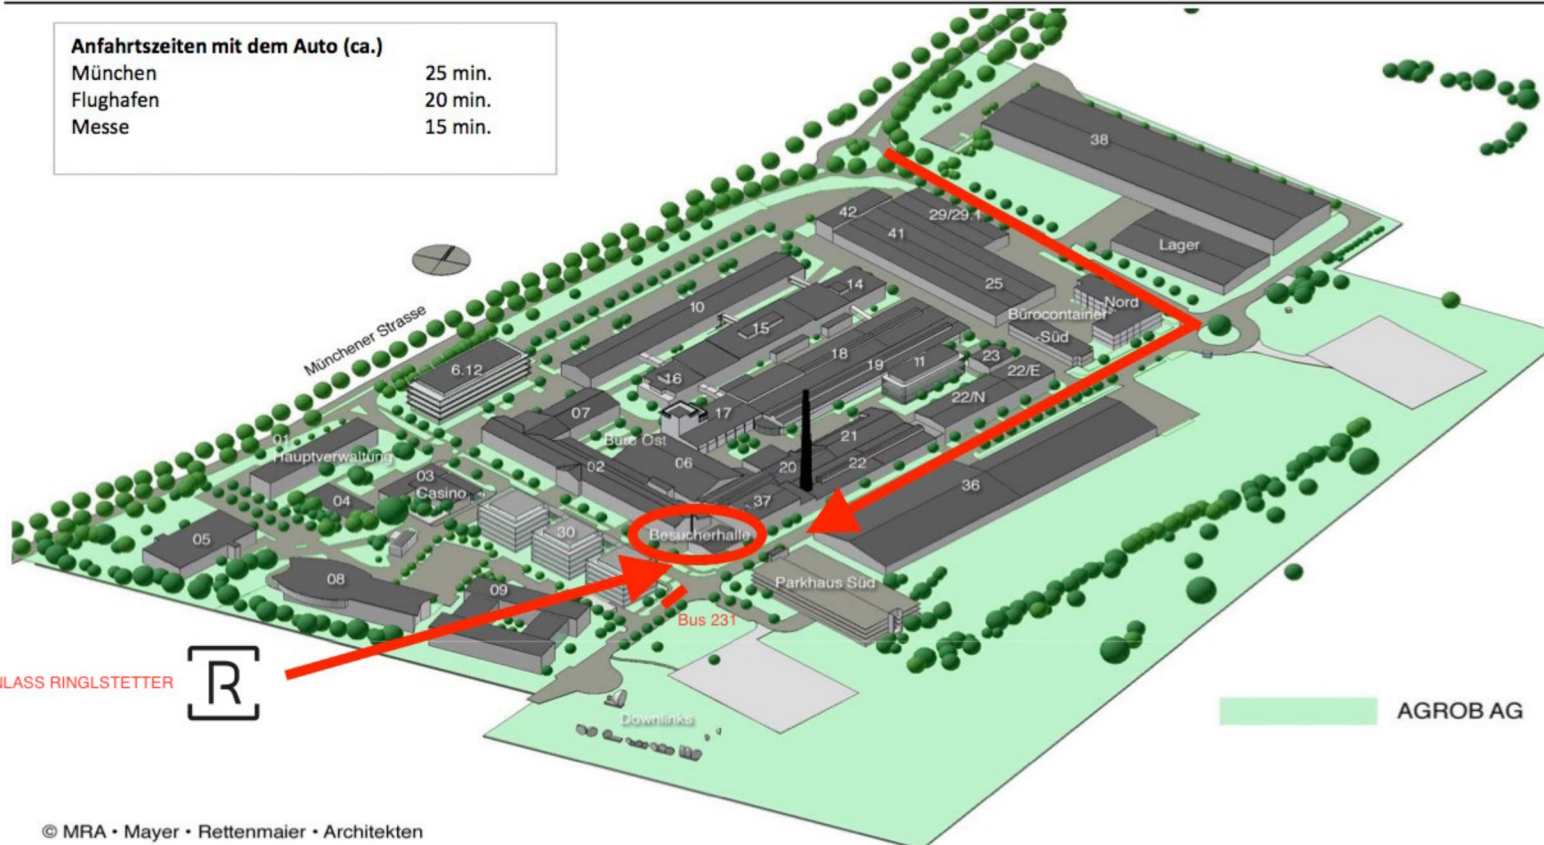 Anfahrtszeiten mit dem Auto (ca.)
München 25 min.
Flughafen 20 min.
Messe 15 min.
38
42
29/29.1
41
Lager
25
14
10
Nord
Bürocontainer
Süd
15
Münchener Strasse
18
19
11
23
22/E
6.12
16
22/N
07
17
21
01
Hauptverwaltung
Büro Ost
02
06
20
22
36
03
Casino
04
37
05
30
Besucherhalle
08
09
Parkhaus Süd
Bus 231
NLASS RINGLSTETTER
R
Downlinks
AGROB AG
© MRA • Mayer • Rettenmaier • Architekten